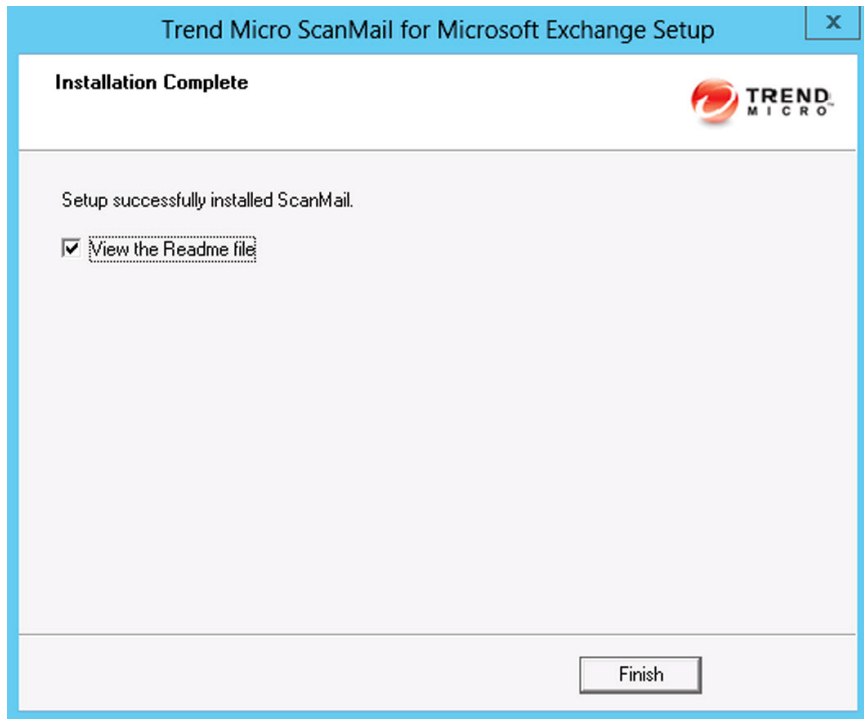 Trend Micro ScanMail for Microsoft Exchange Setup
x
Installation Complete
TREND
MICRO
Setup successfully installed ScanMail.
View the Readme file
Finish